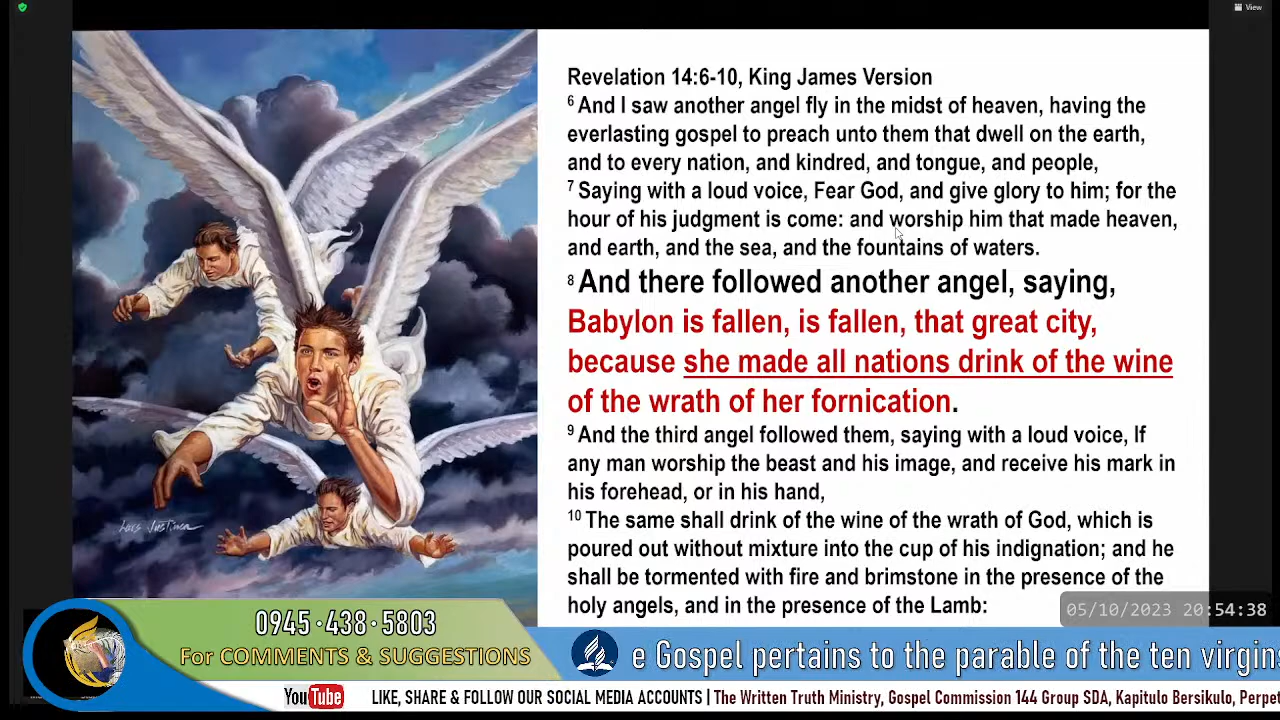 View
Revelation 14:6-10, King James Version
6 And I saw another angel fly in the midst of heaven, having the
everlasting gospel to preach unto them that dwell on the earth,
and to every nation, and kindred, and tongue, and people,
7 Saying with a loud voice, Fear God, and give glory to him; for the
hour of his judgment is come: and worship him that made heaven,
and earth, and the sea, and the fountains of waters.
8 And there followed another angel, saying,
Babylon is fallen, is fallen, that great city,
because she made all nations drink of the wine
of the wrath of her fornication.
9 And the third angel followed them, saying with a loud voice, If
any man worship the beast and his image, and receive his mark in
his forehead, or in his hand,
10 The same shall drink of the wine of the wrath of God, which is
poured out without mixture into the cup of his indignation; and he
shall be tormented with fire and brimstone in the presence of the
holy angels, and in the presence of the Lamb:
05/10/2023 20:54:38
0945·438·5803
For COMMENTS & SUGGESTIONS
e Gospel pertains to the parable of the ten virgins
YouTube
LIKE, SHARE & FOLLOW OUR SOCIAL MEDIA ACCOUNTS | The Written Truth Ministry, Gospel Commission 144 Group SDA, Kapitulo Bersikulo, Perpe